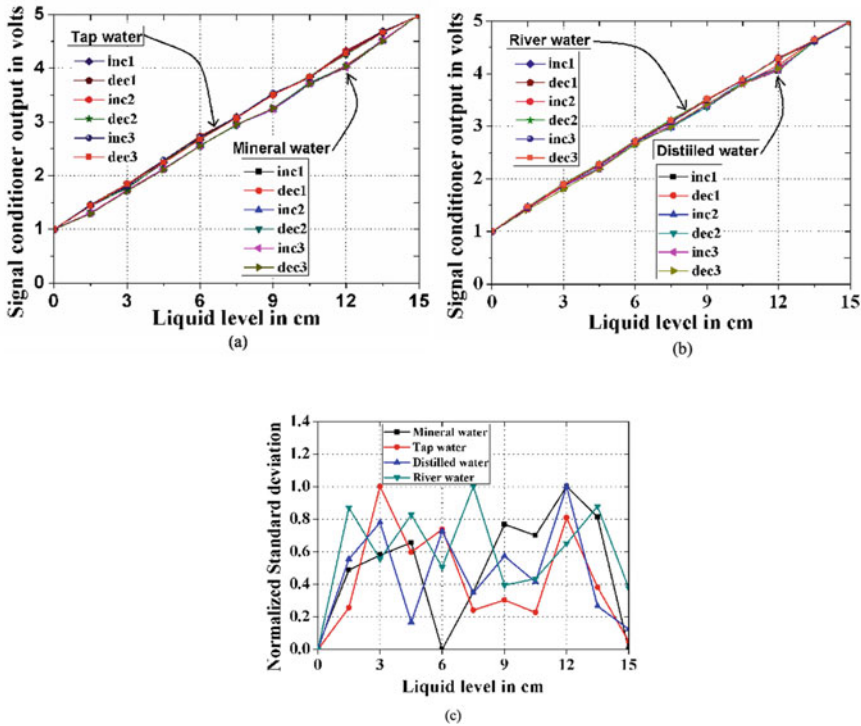 Signal conditioner output in volts
5
4
3
2
1
0
Tap water
inc1
dec1
inc2
dec2
inc3
dec3
Mineral water
inc1
dec1
inc2
dec2
inc3
dec3
0 3 6 9 12 15
Liquid level in cm
(a)
Signal conditioner output in volts
5
4
3
2
1
0
River water
inc1
dec1
inc2
dec2
inc3
dec3
Distiiled water
inc1
dec1
inc2
dec2
inc3
dec3
0 3 6 9 12 15
Liquid level in cm
(b)
Normalized Standard deviation
1.4
1.2
1.0
0.8
0.6
0.4
0.2
0.0
Mineral water
Tap water
Distilled water
River water
0 3 6 9 12 15
Liquid level in cm
(c)